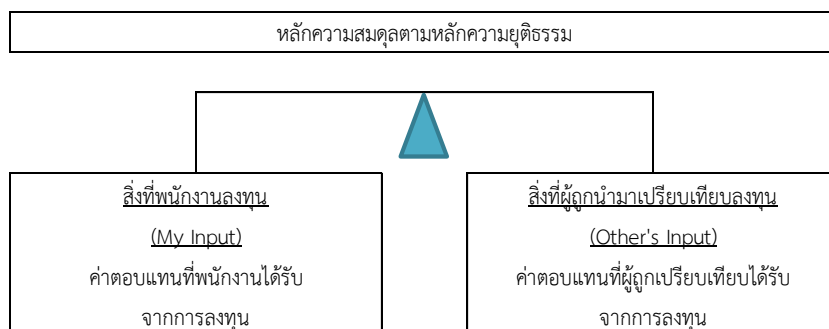 หลักความสมดุลตามหลักความยุติธรรม
สิ่งที่พนักงานลงทุน
(My Input)
ค่าตอบแทนที่พนักงานได้รับ
จากการลงทุน
สิ่งที่ผู้ถูกนำมาเปรียบเทียบลงทุน
(Other's Input)
ค่าตอบแทนที่ผู้ถูกเปรียบเทียบได้รับ
จากการลงทุน